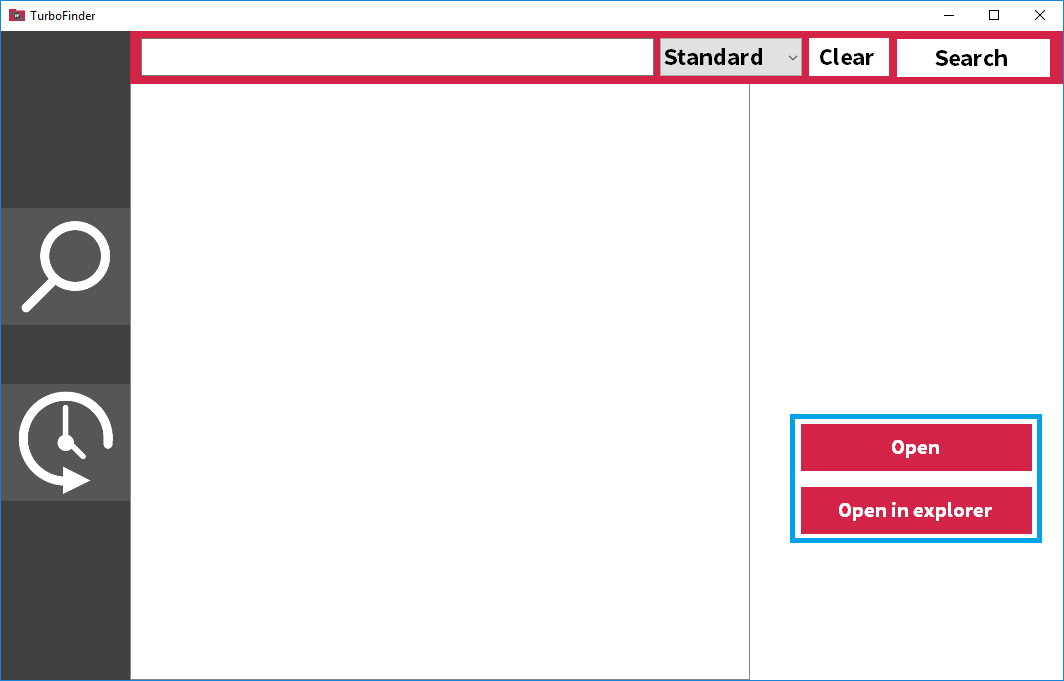 TurboFinder
Standard
Clear
Search
Open
Open in explorer